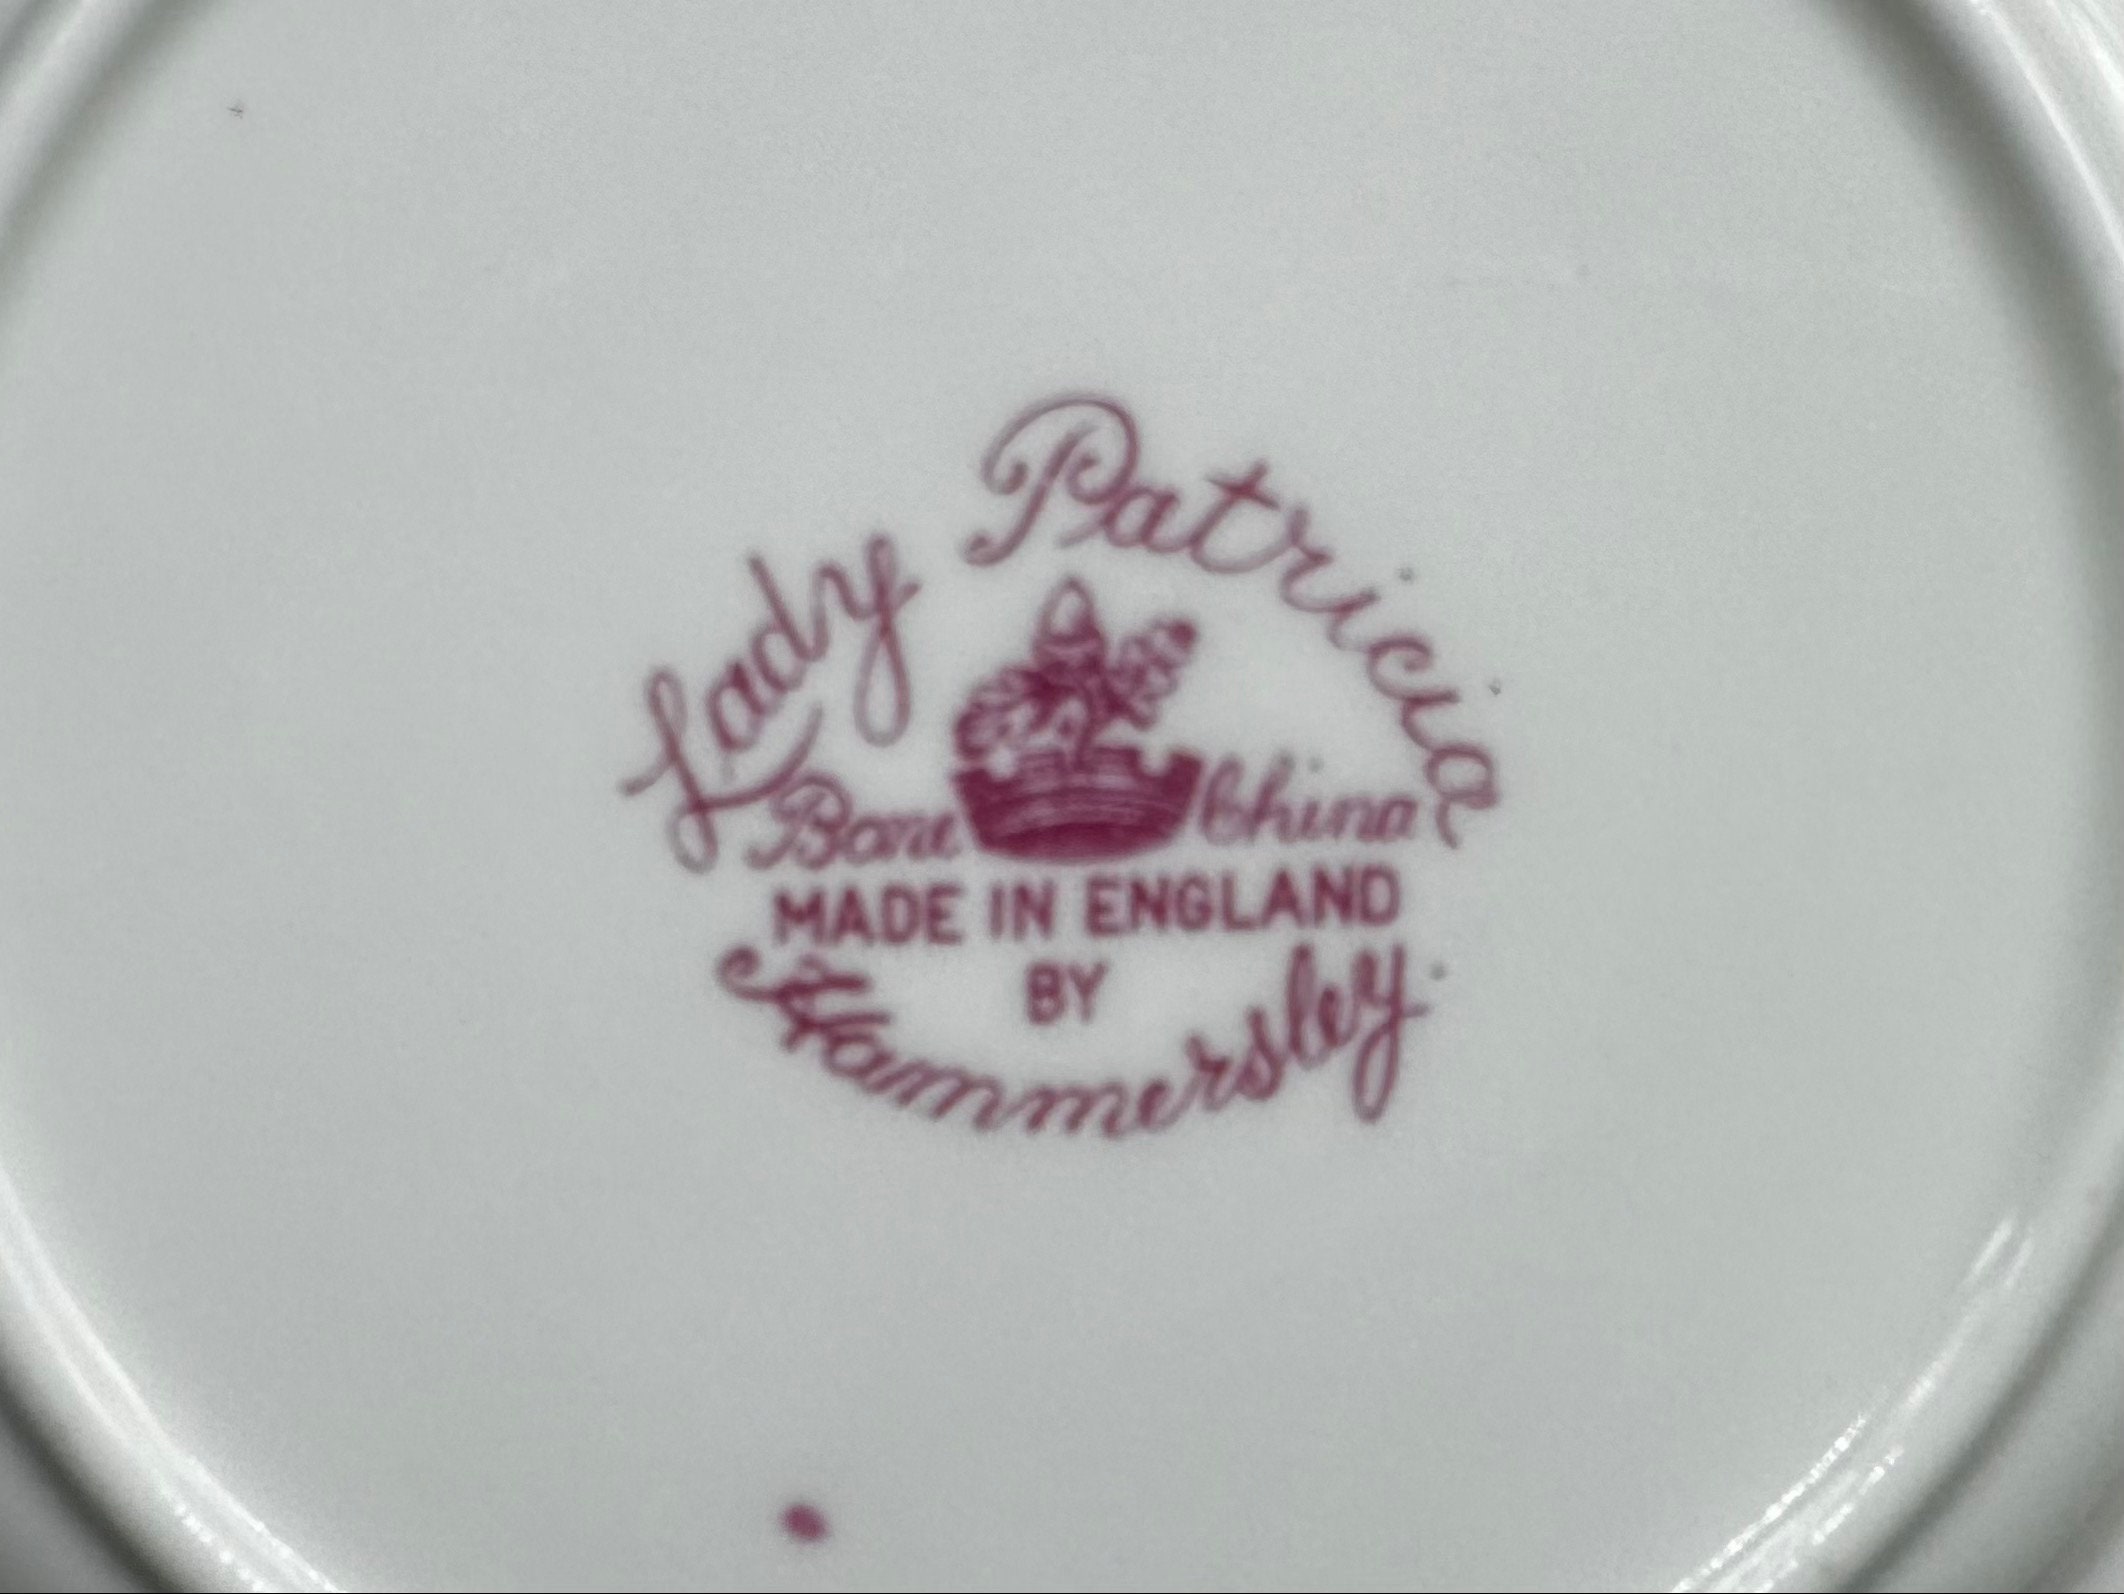 Lady Patricia
Bone China
MADE IN ENGLAND
BY
Hammersley